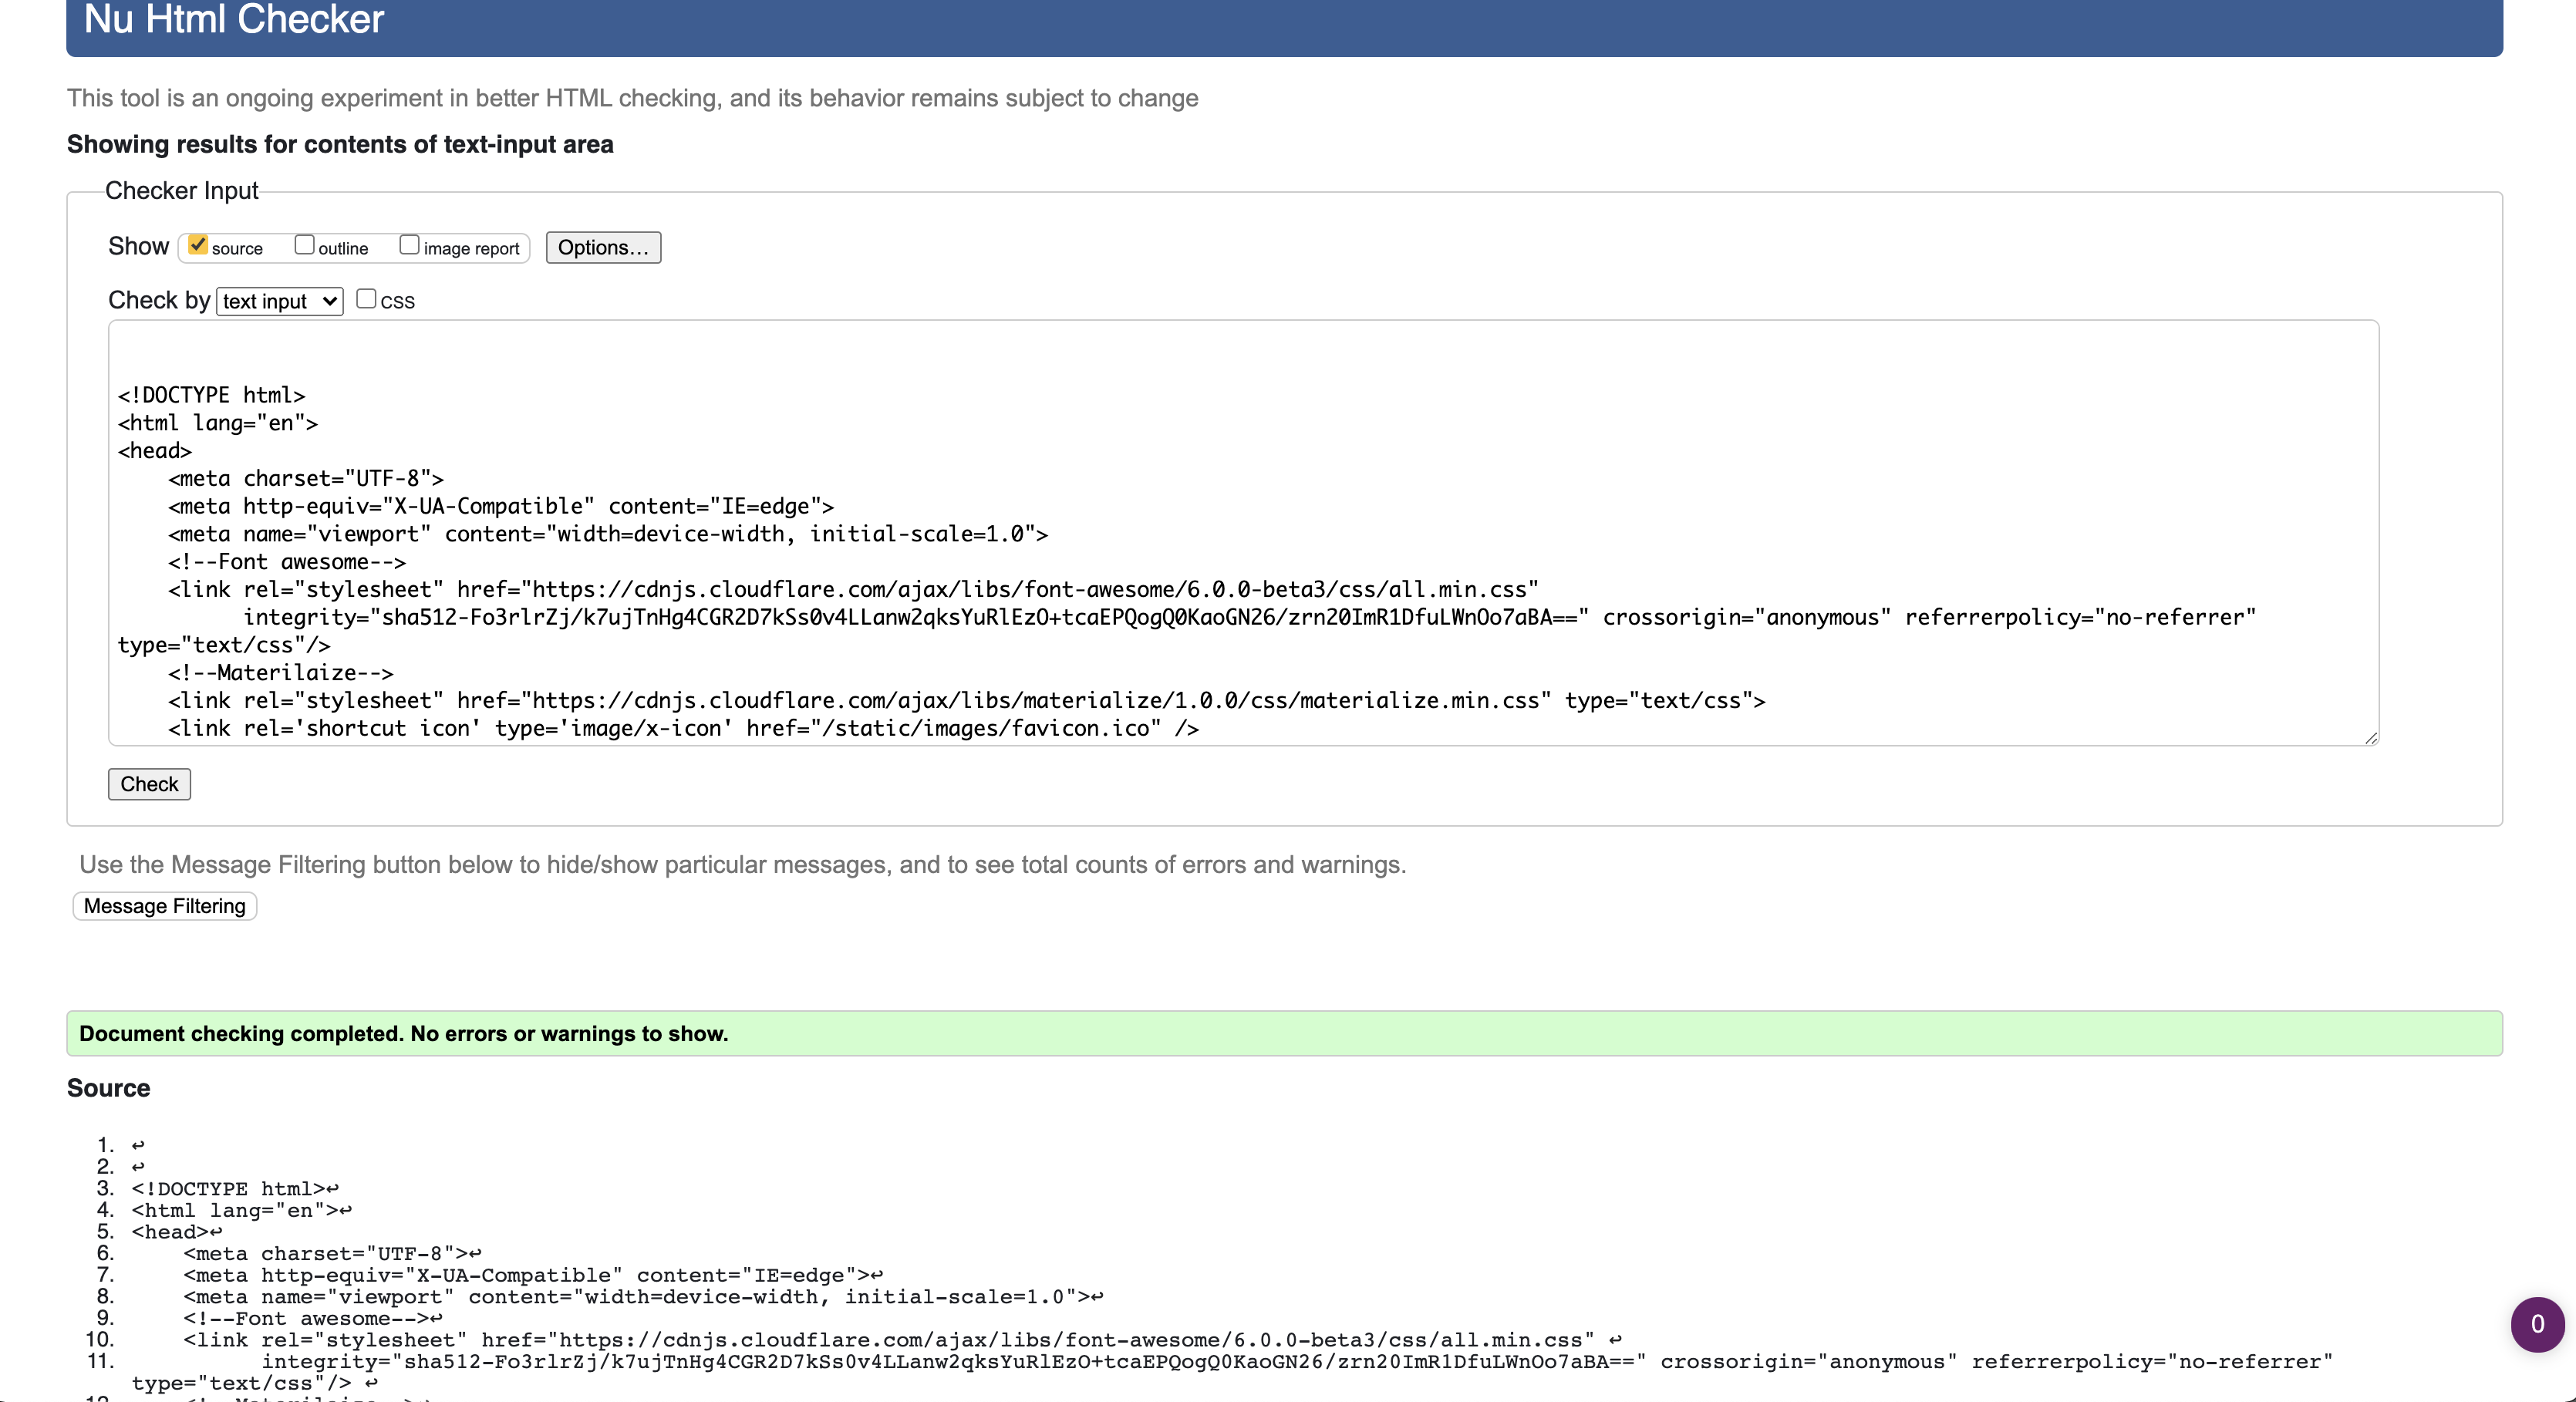 Nu Html Checker
This tool is an ongoing experiment in better HTML checking, and its behavior remains subject to change
Showing results for contents of text-input area
Checker Input
Show source outline image report Options...
Check by text input CSS
<!DOCTYPE html>
<html lang="en">
<head>
    <meta charset="UTF-8">
    <meta http-equiv="X-UA-Compatible" content="IE=edge">
    <meta name="viewport" content="width=device-width, initial-scale=1.0">
    <!--Font awesome-->
    <link rel="stylesheet" href="https://cdnjs.cloudflare.com/ajax/libs/font-awesome/6.0.0-beta3/css/all.min.css"
          integrity="sha512-Fo3rlrZj/k7ujTnHg4CGR2D7kSs0v4LLanw2qksYuRlEzO+tcaEPQogQ0KaoGN26/zrn20ImR1DfuLWnOo7aBA==" crossorigin="anonymous" referrerpolicy="no-referrer"
type="text/css"/>
    <!--Materilaize-->
    <link rel="stylesheet" href="https://cdnjs.cloudflare.com/ajax/libs/materialize/1.0.0/css/materialize.min.css" type="text/css">
    <link rel='shortcut icon' type='image/x-icon' href="/static/images/favicon.ico" />
Check
Use the Message Filtering button below to hide/show particular messages, and to see total counts of errors and warnings.
Message Filtering
Document checking completed. No errors or warnings to show.
Source
1. ↩
2. ↩
3. <!DOCTYPE html>↩
4. <html lang="en">↩
5. <head>↩
6.     <meta charset="UTF-8">↩
7.     <meta http-equiv="X-UA-Compatible" content="IE=edge">↩
8.     <meta name="viewport" content="width=device-width, initial-scale=1.0">↩
9.     <!--Font awesome-->↩
10.     <link rel="stylesheet" href="https://cdnjs.cloudflare.com/ajax/libs/font-awesome/6.0.0-beta3/css/all.min.css" ↩
11.           integrity="sha512-Fo3rlrZj/k7ujTnHg4CGR2D7kSs0v4LLanw2qksYuRlEzO+tcaEPQogQ0KaoGN26/zrn20ImR1DfuLWnOo7aBA==" crossorigin="anonymous" referrerpolicy="no-referrer"
type="text/css"/> ↩
0